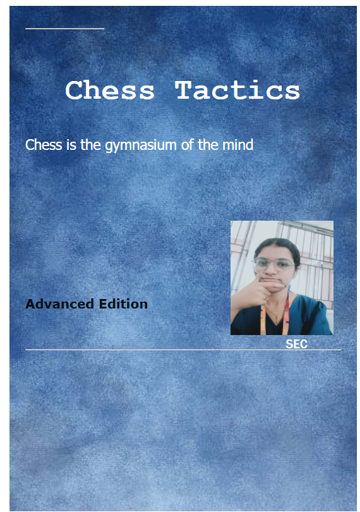 Chess Tactics
Chess is the gymnasium of the mind
Advanced Edition
SEC